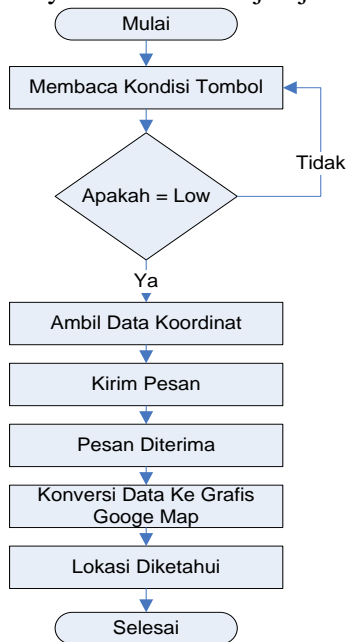 Mulai
Membaca Kondisi Tombol
Tidak
Apakah = Low
Ya
Ambil Data Koordinat
Kirim Pesan
Pesan Diterima
Konversi Data Ke Grafis
Googe Map
Lokasi Diketahui
Selesai